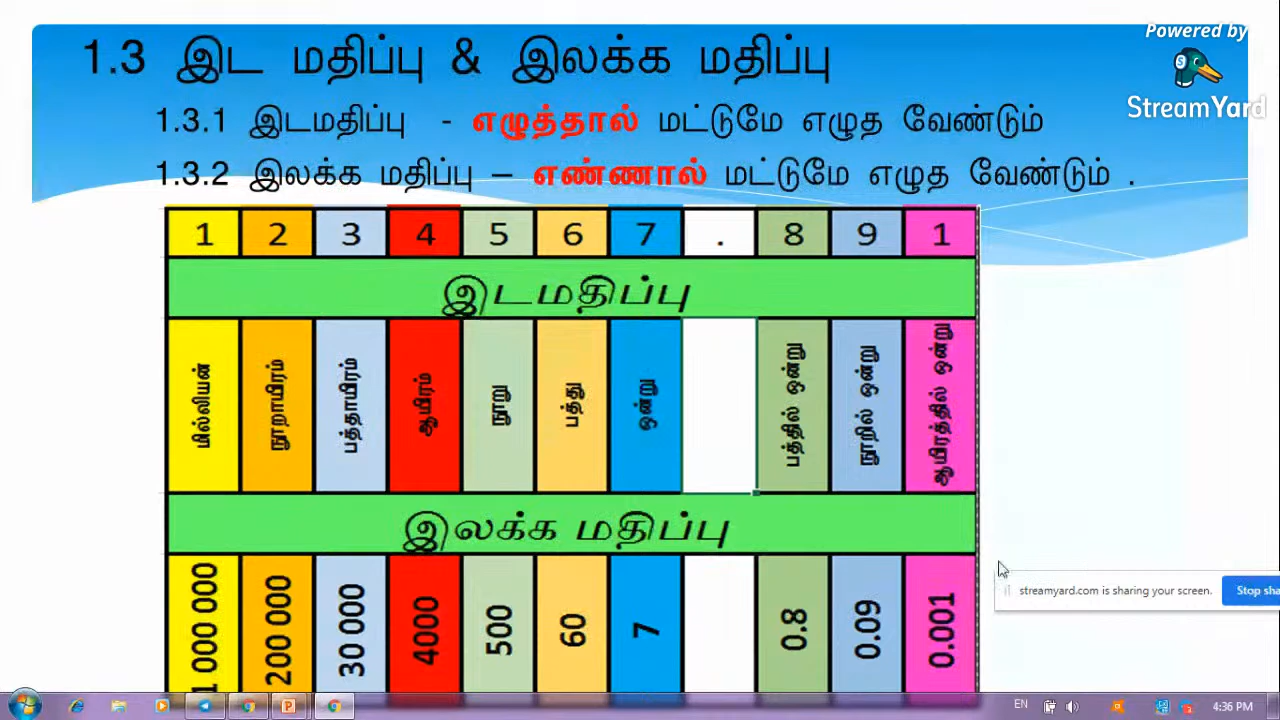 Powered by
StreamYard
1.3 இட மதிப்பு & இலக்க மதிப்பு
1.3.1 இடமதிப்பு - எழுத்தால் மட்டுமே எழுத வேண்டும்
1.3.2 இலக்க மதிப்பு – எண்ணால் மட்டுமே எழுத வேண்டும் .
1 2 3 4 5 6 7 . 8 9 1
இடமதிப்பு
மில்லியன் நூறாயிரம் பத்தாயிரம் ஆயிரம் நூறு பத்து ஒன்று பத்தில் ஒன்று நூறில் ஒன்று ஆயிரத்தில் ஒன்று
இலக்க மதிப்பு
1 000 000 200 000 30 000 4000 500 60 7 0.8 0.09 0.001
streamyard.com is sharing your screen.
Stop sha
EN 4:36 PM